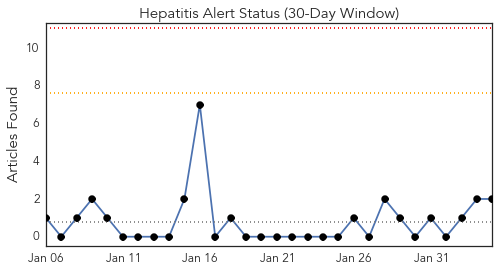 Hepatitis Alert Status (30-Day Window)
Articles Found
10
8
6
4
2
0
Jan 06 Jan 11 Jan 16 Jan 21 Jan 26 Jan 31